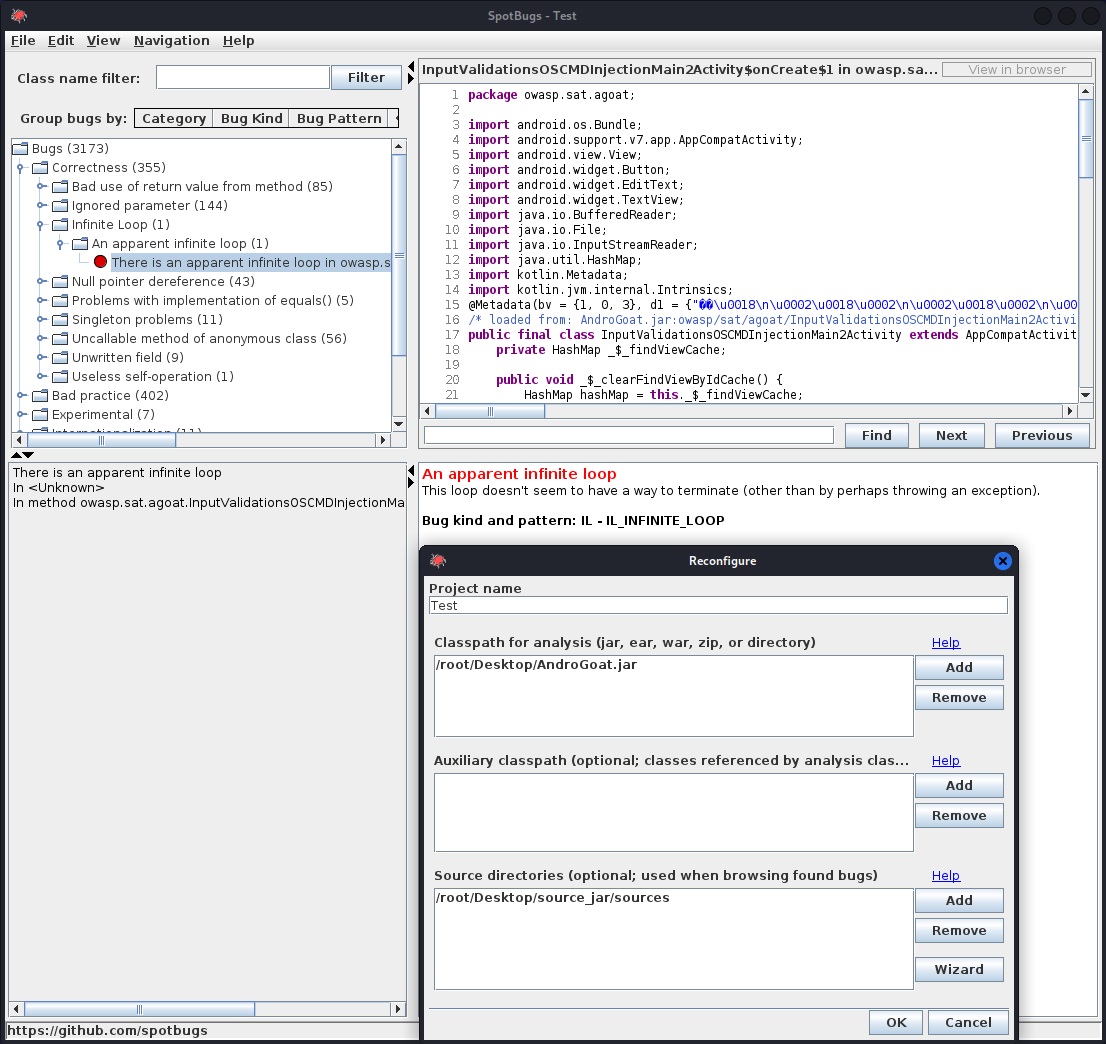 SpotBugs - Test
File Edit View Navigation Help
Class name filter:
Filter
Group bugs by: Category Bug Kind Bug Pattern
Bugs (3173)
Correctness (355)
Bad use of return value from method (85)
Ignored parameter (144)
Infinite Loop (1)
An apparent infinite loop (1)
There is an apparent infinite loop in owasp.s
Null pointer dereference (43)
Problems with implementation of equals() (5)
Singleton problems (11)
Uncallable method of anonymous class (56)
Unwritten field (9)
Useless self-operation (1)
Bad practice (402)
Experimental (7)
InputValidationsOSCMDInjectionMain2Activity$onCreate$1 in owasp.sa...
View in browser
1 package owasp.sat.agoat;
2
3 import android.os.Bundle;
4 import android.support.v7.app.AppCompatActivity;
5 import android.view.View;
6 import android.widget.Button;
7 import android.widget.EditText;
8 import android.widget.TextView;
9 import java.io.BufferedReader;
10 import java.io.File;
11 import java.io.InputStreamReader;
12 import java.util.HashMap;
13 import kotlin.Metadata;
14 import kotlin.jvm.internal.Intrinsics;
15 @Metadata(bv = {1, 0, 3}, d1 = {"��\u0018\n\u0002\u0018\u0002\n\u0002\u0018\u0002\n\u00
16 /* loaded from: AndroGoat.jar:owasp/sat/agoat/InputValidationsOSCMDInjectionMain2Activi
17 public final class InputValidationsOSCMDInjectionMain2Activity extends AppCompatActivit
18 private HashMap _$_findViewCache;
19
20 public void _$_clearFindViewByIdCache() {
21 HashMap hashMap = this._$_findViewCache;
Find Next Previous
There is an apparent infinite loop
In <Unknown>
In method owasp.sat.agoat.InputValidationsOSCMDInjectionMa
An apparent infinite loop
This loop doesn't seem to have a way to terminate (other than by perhaps throwing an exception).
Bug kind and pattern: IL - IL_INFINITE_LOOP
Reconfigure
Project name
Test
Classpath for analysis (jar, ear, war, zip, or directory)
Help
/root/Desktop/AndroGoat.jar
Add
Remove
Auxiliary classpath (optional; classes referenced by analysis clas...
Help
Add
Remove
Source directories (optional; used when browsing found bugs)
Help
/root/Desktop/source_jar/sources
Add
Remove
Wizard
OK Cancel
https://github.com/spotbugs